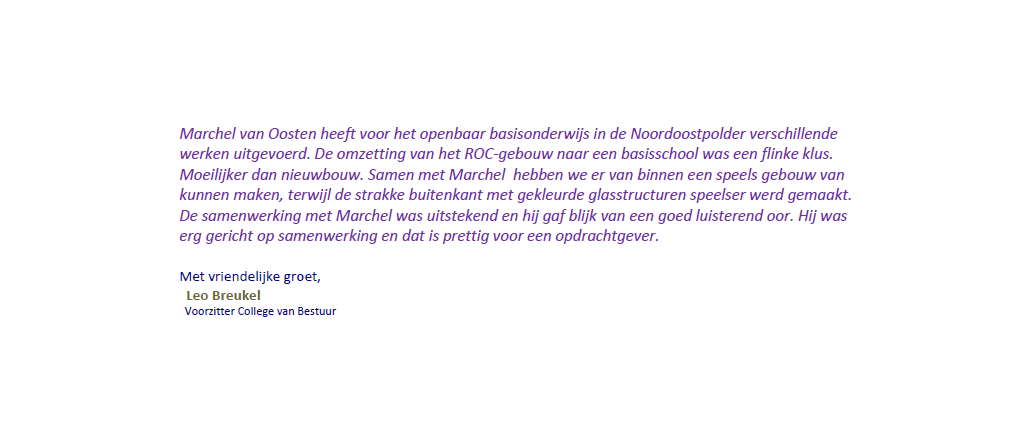 Marchel van Oosten heeft voor het openbaar basisonderwijs in de Noordoostpolder verschillende
werken uitgevoerd. De omzetting van het ROC-gebouw naar een basisschool was een flinke klus.
Moeilijker dan nieuwbouw. Samen met Marchel  hebben we er van binnen een speels gebouw van
kunnen maken, terwijl de strakke buitenkant met gekleurde glasstructuren speelser werd gemaakt.
De samenwerking met Marchel was uitstekend en hij gaf blijk van een goed luisterend oor. Hij was
erg gericht op samenwerking en dat is prettig voor een opdrachtgever.
Met vriendelijke groet,
Leo Breukel
Voorzitter College van Bestuur